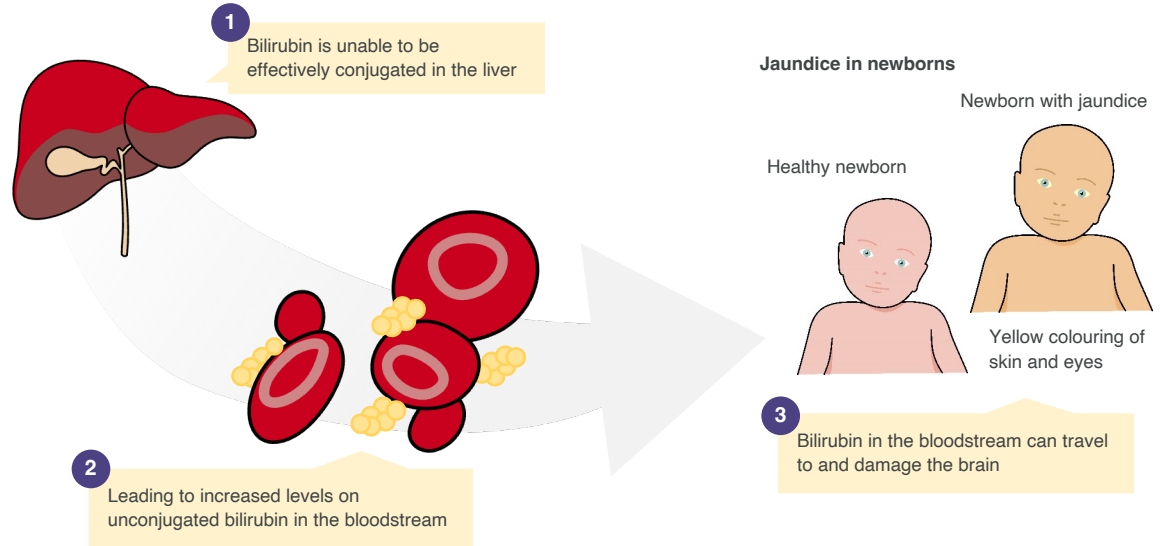 1
Bilirubin is unable to be
effectively conjugated in the liver
2
Leading to increased levels on
unconjugated bilirubin in the bloodstream
Jaundice in newborns
Newborn with jaundice
Healthy newborn
Yellow colouring of
skin and eyes
3
Bilirubin in the bloodstream can travel
to and damage the brain